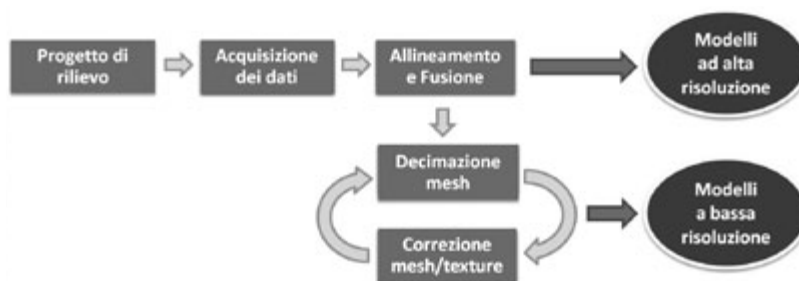 Progetto di
rilievo
Acquisizione
dei dati
Allineamento
e Fusione
Modelli
ad alta
risoluzione
Decimazione
mesh
Correzione
mesh/texture
Modelli
a bassa
risoluzione